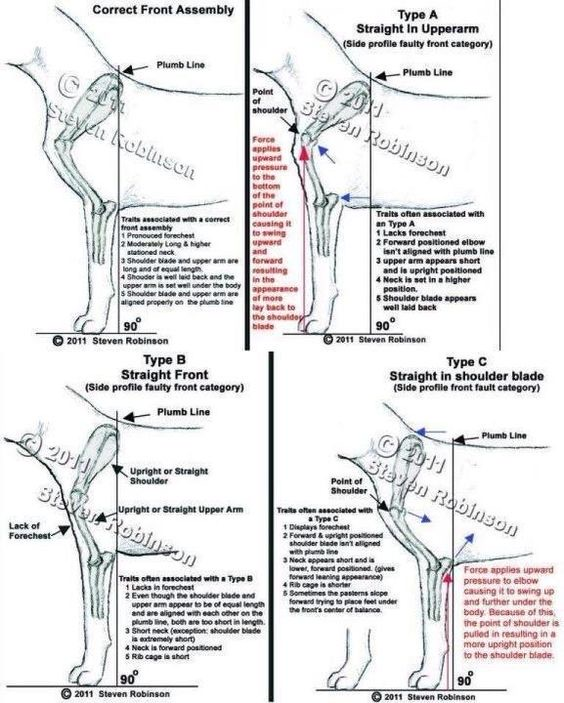 Correct Front Assembly
Plumb Line
© 2011
Steven Robinson
Traits associated with a correct
front assembly
1 Pronouced forechest
2 Moderately Long & higher
stationed neck.
3 Shoulder blade and upper arm are
long and of equal length.
4 Shouder is well laid back and the
upper arm is set well under the body
5 Shoulder blade and upper arm are
aligned properly on the plumb line
90°
© 2011 Steven Robinson
Type A
Straight In Upperarm
(Side profile faulty front category)
Plumb Line
Point
of
shoulder
© 2011
Steven Robinson
Force
applies
upward
pressure
to the
bottom
of the
point of
shoulder
causing it
to swing
upward
and
forward
resulting
in the
appearance
of more
lay back to
the shoulder
blade
Traits often associated with
an Type A
1 Lacks forechest
2 Forward positioned elbow
isn't aligned with plumb line
3 upper arm appears short
and is upright positioned
4 Neck is set in a higher
position.
5 Shoulder blade appears
well laid back
90°
© 2011 Steven Robinson
Type B
Straight Front
(Side profile faulty front category)
Plumb Line
© 2011
Steven Robinson
Upright or Straight
Shoulder
Upright or Straight Upper Arm
Lack of
Forechest
Traits often associated with a Type B
1 Lacks in forechest
2 Even though the shoulder blade and
upper arm appear to be of equal length
and are aligned with each other on the
plumb line, both are too short in length.
3 Short neck (exception: shoulder blade
is extremely short)
4 Neck is forward positioned
5 Rib cage is short
90°
© 2011 Steven Robinson
Type C
Straight in shoulder blade
(Side profile front fault category)
Plumb Line
© 2011
Steven Robinson
Point of
Shoulder
Traits often associated with
a Type C
1 Displays forechest
2 Forward & upright positioned
shoulder blade isn't aligned
with plumb line
3 Neck appears short and is
lower, forward positioned. (gives
forward leaning appearance)
4 Rib cage is shorter
5 Sometimes the pasterns slope
forward trying to place feet under
the front's center of balance.
Force applies upward
pressure to elbow
causing it to swing up
and further under the
body. Because of this,
the point of shoulder is
pulled in resulting in a
more upright position
to the shoulder blade.
90°
© 2011 Steven Robinson